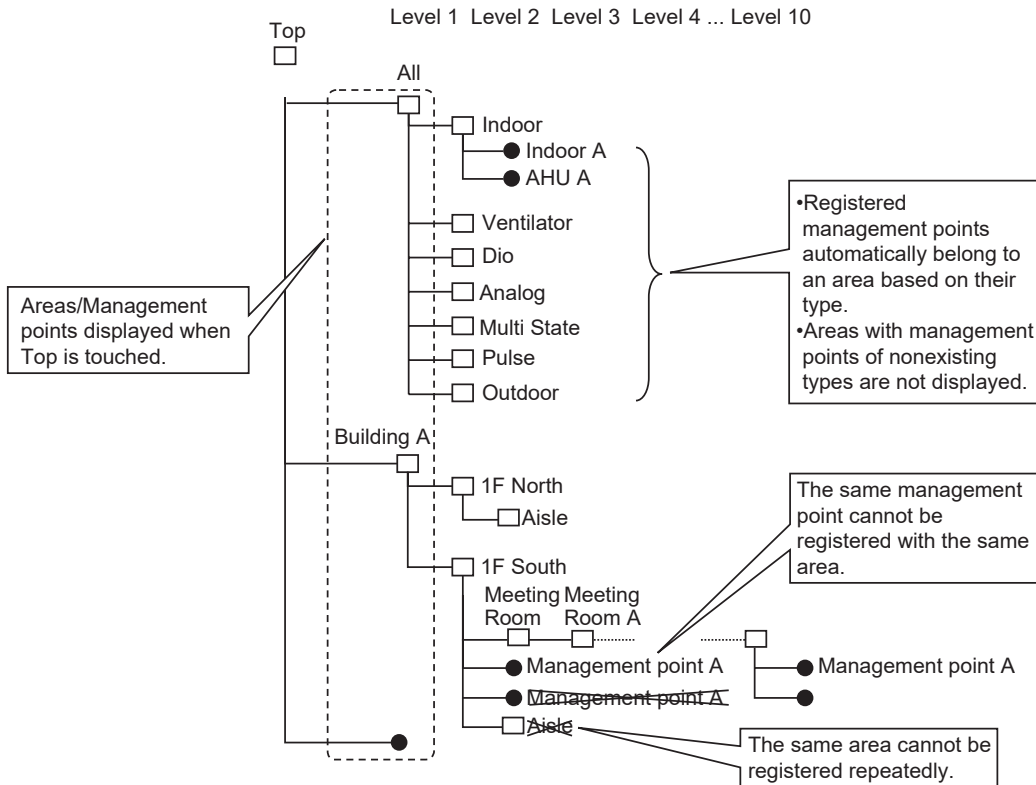 Level 1 Level 2 Level 3 Level 4 ... Level 10
Top
All
Indoor
Indoor A
AHU A
Ventilator
Dio
Analog
Multi State
Pulse
Outdoor
•Registered
management points
automatically belong to
an area based on their
type.
•Areas with management
points of nonexisting
types are not displayed.
Areas/Management
points displayed when
Top is touched.
Building A
1F North
Aisle
1F South
Meeting
Room
Meeting
Room A
Management point A
Management point A
Management point A
Aisle
The same management
point cannot be
registered with the same
area.
The same area cannot be
registered repeatedly.